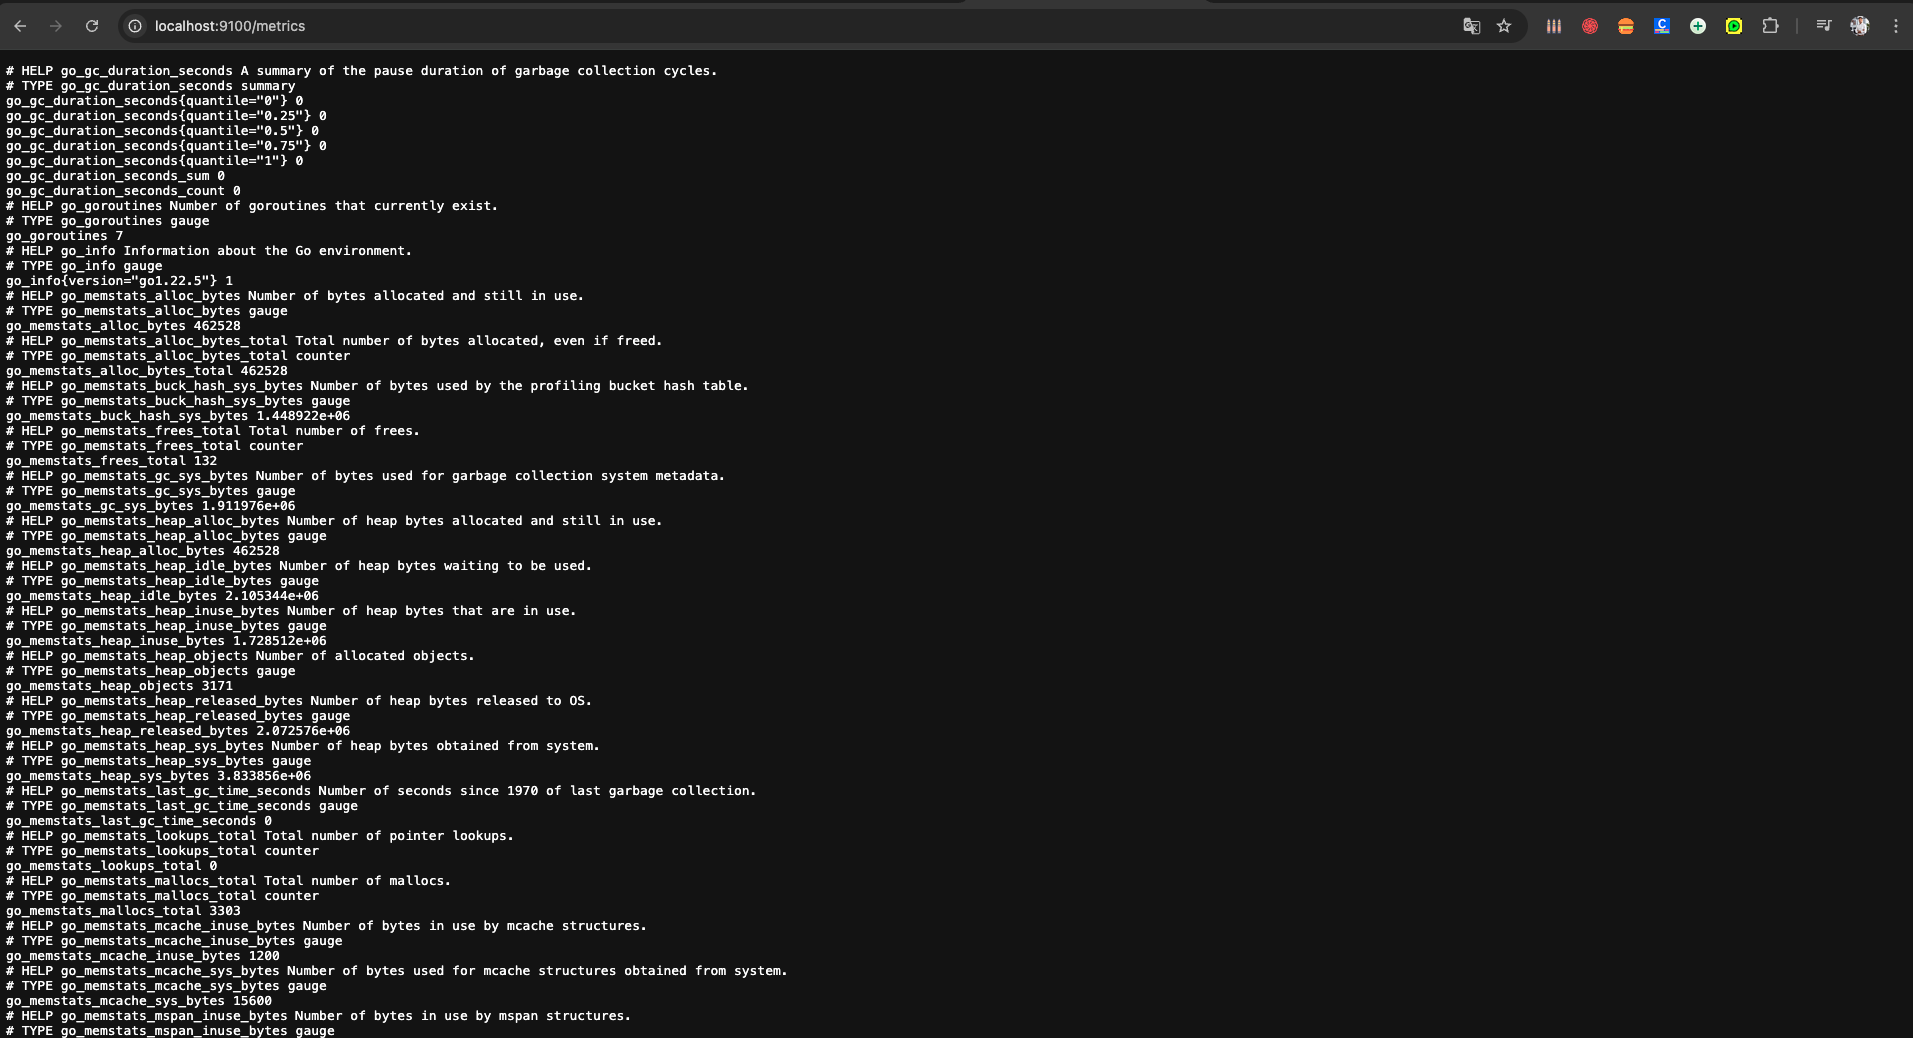 localhost:9100/metrics
# HELP go_gc_duration_seconds A summary of the pause duration of garbage collection cycles.
# TYPE go_gc_duration_seconds summary
go_gc_duration_seconds{quantile="0"} 0
go_gc_duration_seconds{quantile="0.25"} 0
go_gc_duration_seconds{quantile="0.5"} 0
go_gc_duration_seconds{quantile="0.75"} 0
go_gc_duration_seconds{quantile="1"} 0
go_gc_duration_seconds_sum 0
go_gc_duration_seconds_count 0
# HELP go_goroutines Number of goroutines that currently exist.
# TYPE go_goroutines gauge
go_goroutines 7
# HELP go_info Information about the Go environment.
# TYPE go_info gauge
go_info{version="go1.22.5"} 1
# HELP go_memstats_alloc_bytes Number of bytes allocated and still in use.
# TYPE go_memstats_alloc_bytes gauge
go_memstats_alloc_bytes 462528
# HELP go_memstats_alloc_bytes_total Total number of bytes allocated, even if freed.
# TYPE go_memstats_alloc_bytes_total counter
go_memstats_alloc_bytes_total 462528
# HELP go_memstats_buck_hash_sys_bytes Number of bytes used by the profiling bucket hash table.
# TYPE go_memstats_buck_hash_sys_bytes gauge
go_memstats_buck_hash_sys_bytes 1.448922e+06
# HELP go_memstats_frees_total Total number of frees.
# TYPE go_memstats_frees_total counter
go_memstats_frees_total 132
# HELP go_memstats_gc_sys_bytes Number of bytes used for garbage collection system metadata.
# TYPE go_memstats_gc_sys_bytes gauge
go_memstats_gc_sys_bytes 1.911976e+06
# HELP go_memstats_heap_alloc_bytes Number of heap bytes allocated and still in use.
# TYPE go_memstats_heap_alloc_bytes gauge
go_memstats_heap_alloc_bytes 462528
# HELP go_memstats_heap_idle_bytes Number of heap bytes waiting to be used.
# TYPE go_memstats_heap_idle_bytes gauge
go_memstats_heap_idle_bytes 2.105344e+06
# HELP go_memstats_heap_inuse_bytes Number of heap bytes that are in use.
# TYPE go_memstats_heap_inuse_bytes gauge
go_memstats_heap_inuse_bytes 1.728512e+06
# HELP go_memstats_heap_objects Number of allocated objects.
# TYPE go_memstats_heap_objects gauge
go_memstats_heap_objects 3171
# HELP go_memstats_heap_released_bytes Number of heap bytes released to OS.
# TYPE go_memstats_heap_released_bytes gauge
go_memstats_heap_released_bytes 2.072576e+06
# HELP go_memstats_heap_sys_bytes Number of heap bytes obtained from system.
# TYPE go_memstats_heap_sys_bytes gauge
go_memstats_heap_sys_bytes 3.833856e+06
# HELP go_memstats_last_gc_time_seconds Number of seconds since 1970 of last garbage collection.
# TYPE go_memstats_last_gc_time_seconds gauge
go_memstats_last_gc_time_seconds 0
# HELP go_memstats_lookups_total Total number of pointer lookups.
# TYPE go_memstats_lookups_total counter
go_memstats_lookups_total 0
# HELP go_memstats_mallocs_total Total number of mallocs.
# TYPE go_memstats_mallocs_total counter
go_memstats_mallocs_total 3303
# HELP go_memstats_mcache_inuse_bytes Number of bytes in use by mcache structures.
# TYPE go_memstats_mcache_inuse_bytes gauge
go_memstats_mcache_inuse_bytes 1200
# HELP go_memstats_mcache_sys_bytes Number of bytes used for mcache structures obtained from system.
# TYPE go_memstats_mcache_sys_bytes gauge
go_memstats_mcache_sys_bytes 15600
# HELP go_memstats_mspan_inuse_bytes Number of bytes in use by mspan structures.
# TYPE go_memstats_mspan_inuse_bytes gauge